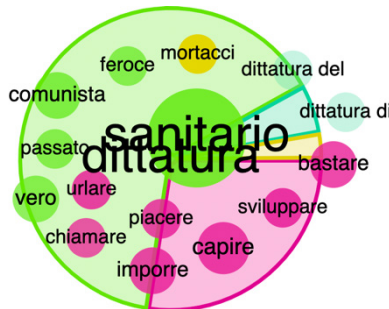 mortacci
feroce
dittatura del
comunista
dittatura di
sanitario
dittatura
passato
bastare
urlare
vero
piacere
sviluppare
chiamare
capire
imporre